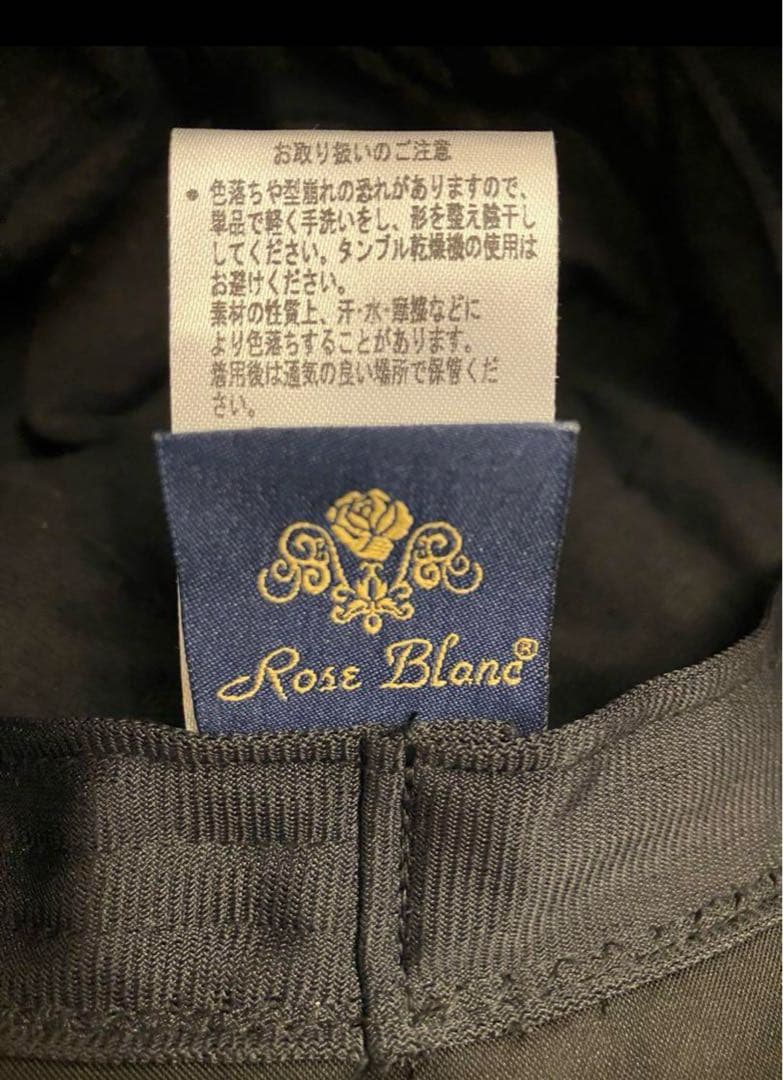 お取り扱いのご注意
● 色落ちや型崩れの恐れがありますので、
単品で軽く手洗いをし、形を整え陰干し
してください。タンブル乾燥機の使用は
お避けください。
素材の性質上、汗・水・摩擦などに
より色落ちすることがあります。
着用後は通気の良い場所で保管くだ
さい。
Rose Blanc®